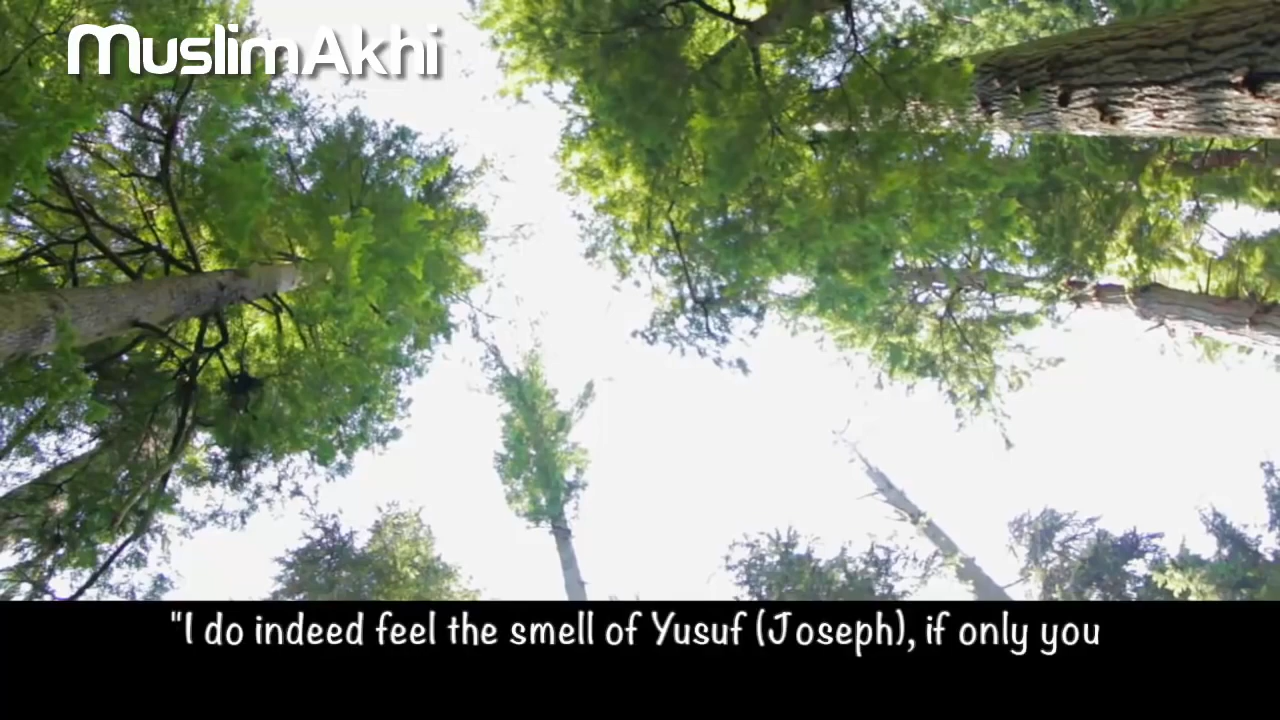 MuslimAkhi
"I do indeed feel the smell of Yusuf (Joseph), if only you